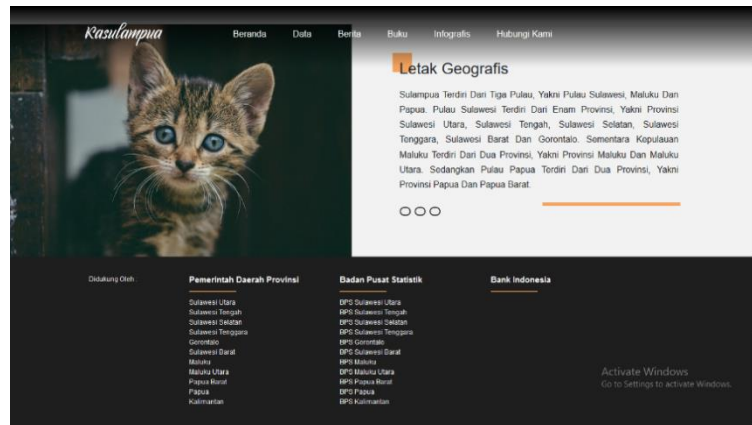 Rasulampua
Beranda Data Berita Buku Infografis Hubungi Kami
Letak Geografis
Sulampua Terdiri Dari Tiga Pulau, Yakni Pulau Sulawesi, Maluku Dan
Papua. Pulau Sulawesi Terdiri Dari Enam Provinsi, Yakni Provinsi
Sulawesi Utara, Sulawesi Tengah, Sulawesi Selatan, Sulawesi
Tenggara, Sulawesi Barat Dan Gorontalo. Sementara Kepulauan
Maluku Terdiri Dari Dua Provinsi, Yakni Provinsi Maluku Dan Maluku
Utara. Sedangkan Pulau Papua Terdiri Dari Dua Provinsi, Yakni
Provinsi Papua Dan Papua Barat.
Didukung Oleh :
Pemerintah Daerah Provinsi
Sulawesi Utara
Sulawesi Tengah
Sulawesi Selatan
Sulawesi Tenggara
Gorontalo
Sulawesi Barat
Maluku
Maluku Utara
Papua Barat
Papua
Kalimantan
Badan Pusat Statistik
BPS Sulawesi Utara
BPS Sulawesi Tengah
BPS Sulawesi Selatan
BPS Sulawesi Tenggara
BPS Gorontalo
BPS Sulawesi Barat
BPS Maluku
BPS Maluku Utara
BPS Papua Barat
BPS Papua
BPS Kalimantan
Bank Indonesia
Activate Windows
Go to Settings to activate Windows.